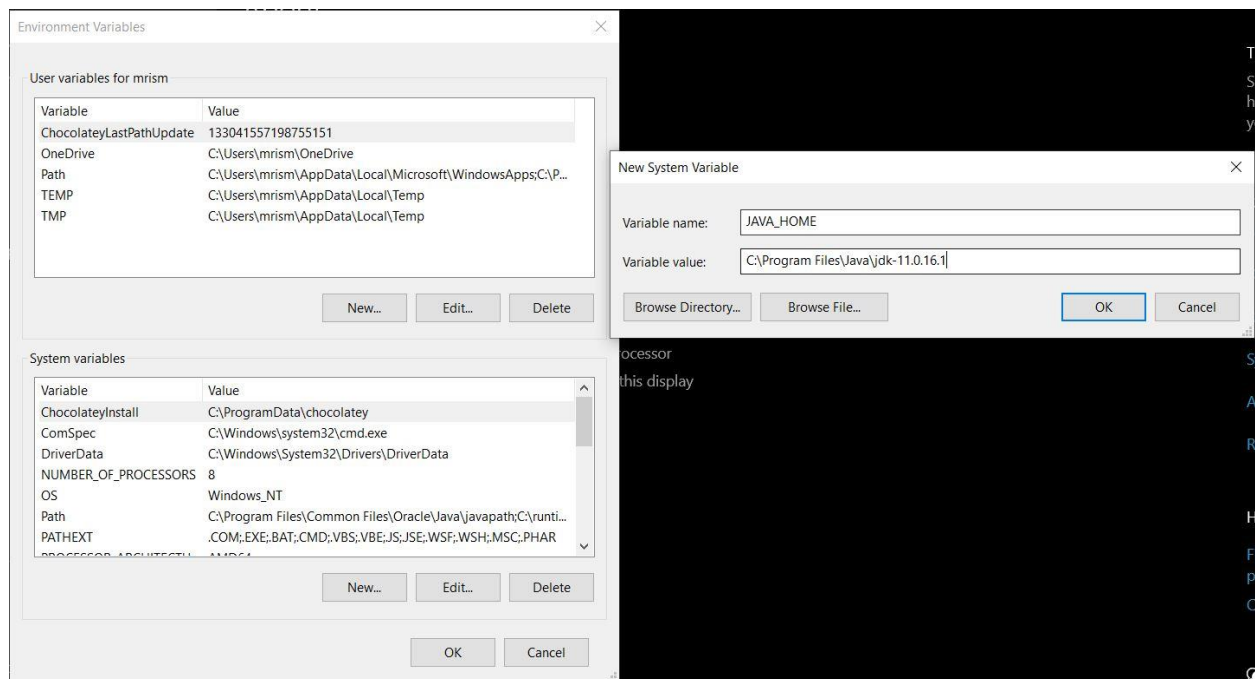 Environment Variables
User variables for mrism
Variable Value
ChocolateyLastPathUpdate 133041557198755151
OneDrive C:\Users\mrism\OneDrive
Path C:\Users\mrism\AppData\Local\Microsoft\WindowsApps;C:\P...
TEMP C:\Users\mrism\AppData\Local\Temp
TMP C:\Users\mrism\AppData\Local\Temp
New... Edit... Delete
System variables
Variable Value
ChocolateyInstall C:\ProgramData\chocolatey
ComSpec C:\Windows\system32\cmd.exe
DriverData C:\Windows\System32\Drivers\DriverData
NUMBER_OF_PROCESSORS 8
OS Windows_NT
Path C:\Program Files\Common Files\Oracle\Java\javapath;C:\runti...
PATHEXT .COM;.EXE;.BAT;.CMD;.VBS;.VBE;.JS;.JSE;.WSF;.WSH;.MSC;.PHAR
New... Edit... Delete
OK Cancel
New System Variable
Variable name: JAVA_HOME
Variable value: C:\Program Files\Java\jdk-11.0.16.1
Browse Directory... Browse File... OK Cancel
ocessor
this display